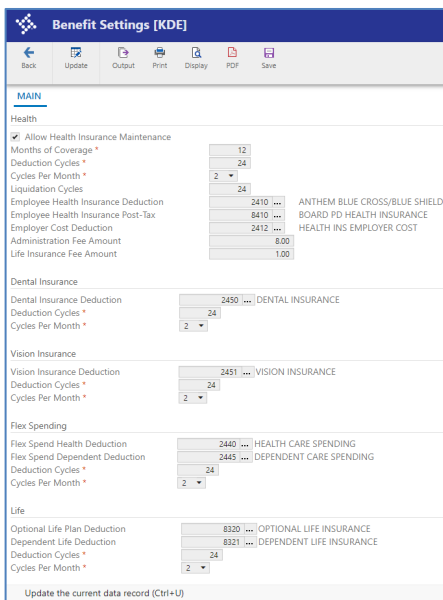 Benefit Settings [KDE]
Back Update Output Print Display PDF Save
MAIN
Health
Allow Health Insurance Maintenance
Months of Coverage * 12
Deduction Cycles * 24
Cycles Per Month * 2
Liquidation Cycles 24
Employee Health Insurance Deduction 2410 ... ANTHEM BLUE CROSS/BLUE SHIELD
Employee Health Insurance Post-Tax 8410 ... BOARD PD HEALTH INSURANCE
Employer Cost Deduction 2412 ... HEALTH INS EMPLOYER COST
Administration Fee Amount 8.00
Life Insurance Fee Amount 1.00
Dental Insurance
Dental Insurance Deduction 2450 ... DENTAL INSURANCE
Deduction Cycles * 24
Cycles Per Month * 2
Vision Insurance
Vision Insurance Deduction 2451 ... VISION INSURANCE
Deduction Cycles * 24
Cycles Per Month * 2
Flex Spending
Flex Spend Health Deduction 2440 ... HEALTH CARE SPENDING
Flex Spend Dependent Deduction 2445 ... DEPENDENT CARE SPENDING
Deduction Cycles * 24
Cycles Per Month * 2
Life
Optional Life Plan Deduction 8320 ... OPTIONAL LIFE INSURANCE
Dependent Life Deduction 8321 ... DEPENDENT LIFE INSURANCE
Deduction Cycles * 24
Cycles Per Month * 2
Update the current data record (Ctrl+U)